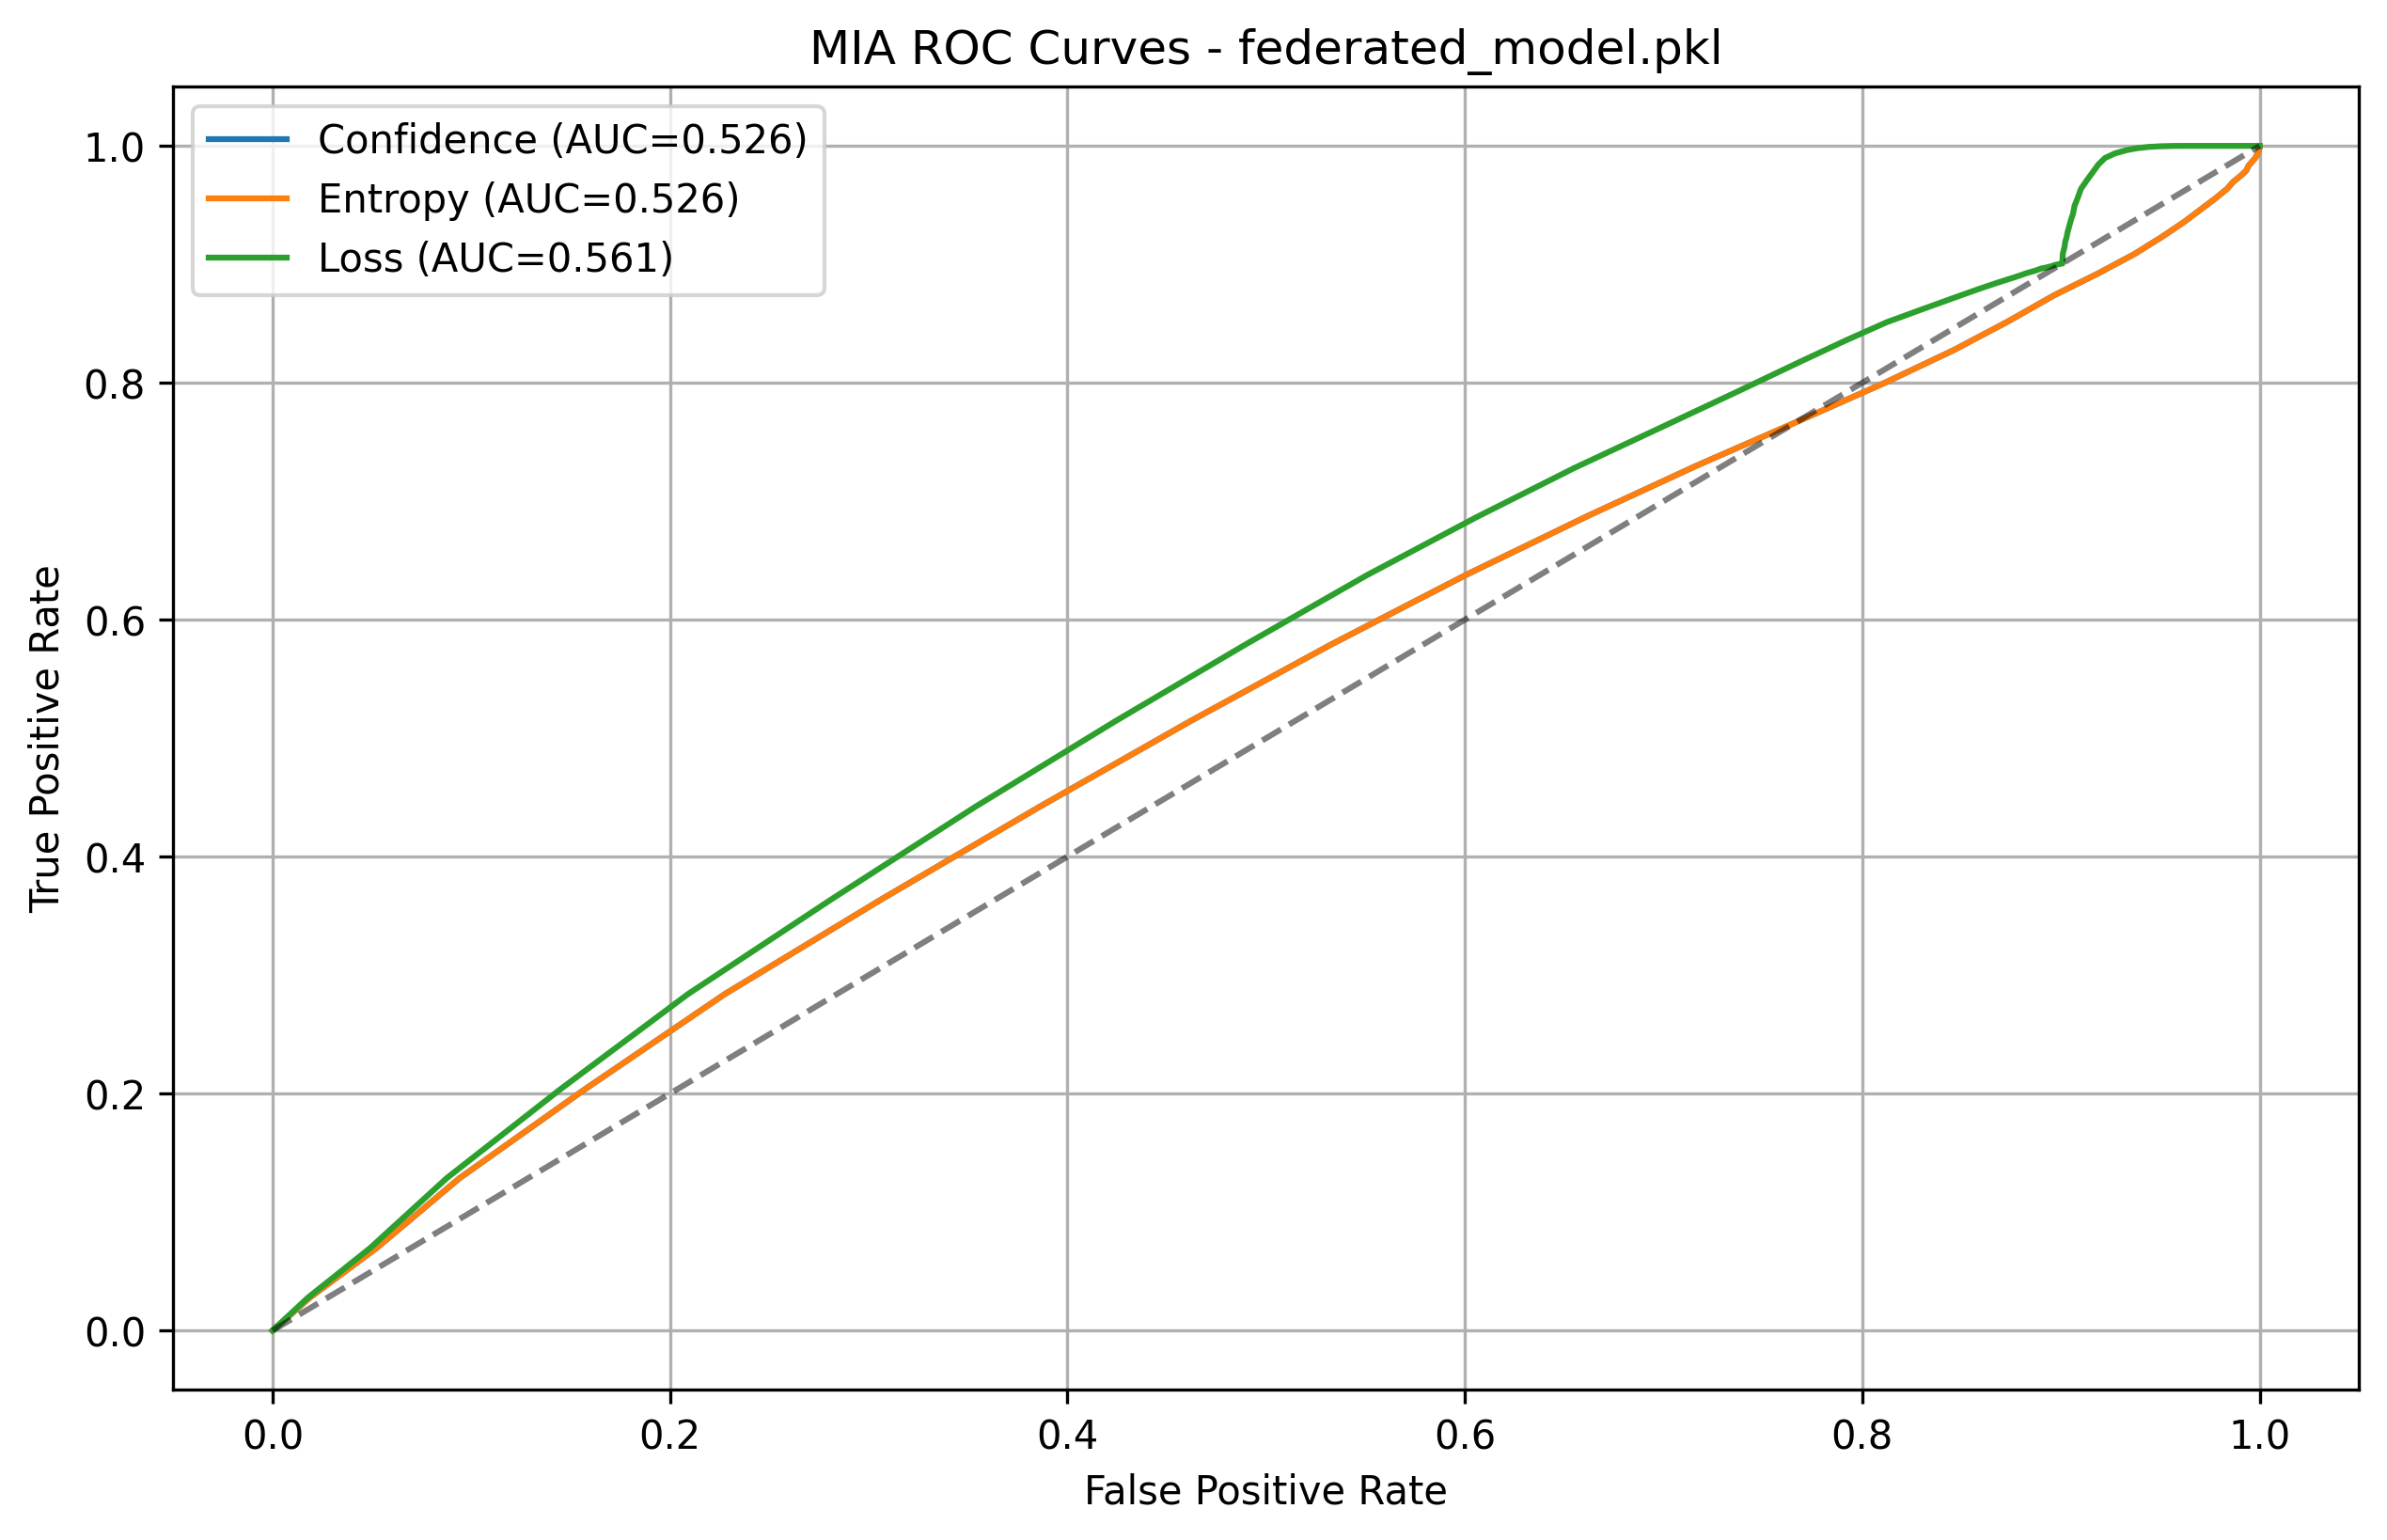 MIA ROC Curves - federated_model.pkl
Confidence (AUC=0.526)
Entropy (AUC=0.526)
Loss (AUC=0.561)
True Positive Rate
1.0
0.8
0.6
0.4
0.2
0.0
0.0 0.2 0.4 0.6 0.8 1.0
False Positive Rate